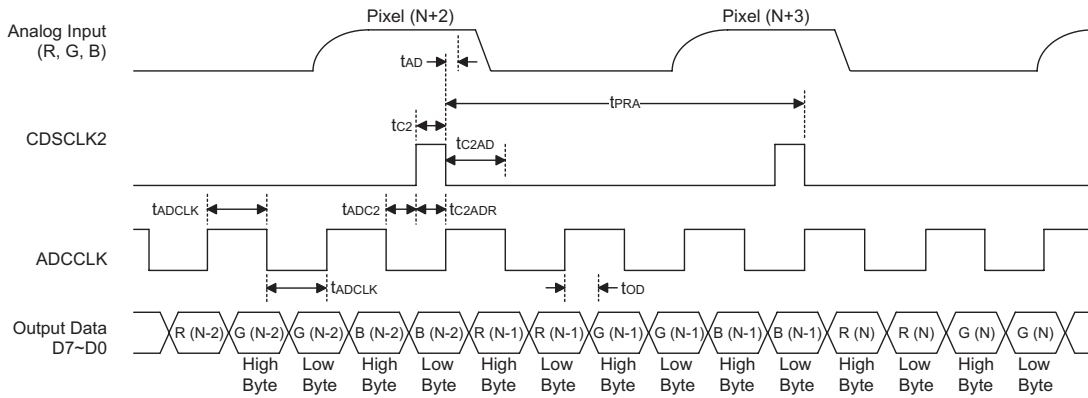 Pixel (N+2)
Pixel (N+3)
Analog Input
(R, G, B)
tAD
tPRA
tC2
CDSCLK2
tC2AD
tADCLK
tADC2
tC2ADR
ADCCLK
tADCLK
tOD
Output Data
D7~D0
R (N-2)
G (N-2)
G (N-2)
B (N-2)
B (N-2)
R (N-1)
R (N-1)
G (N-1)
G (N-1)
B (N-1)
B (N-1)
R (N)
R (N)
G (N)
G (N)
High
Byte
Low
Byte
High
Byte
Low
Byte
High
Byte
Low
Byte
High
Byte
Low
Byte
High
Byte
Low
Byte
High
Byte
Low
Byte
High
Byte
Low
Byte